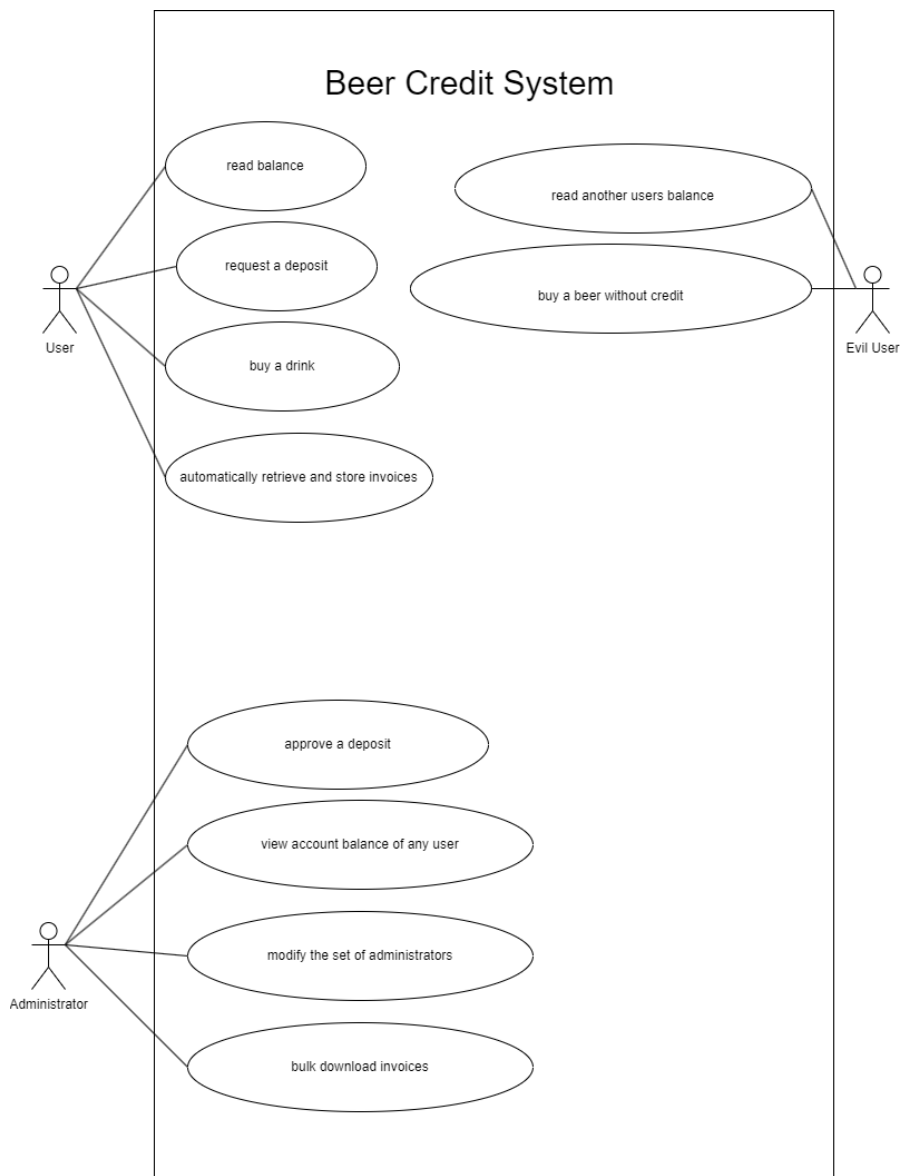 Beer Credit System
read balance
read another users balance
request a deposit
buy a beer without credit
User
Evil User
buy a drink
automatically retrieve and store invoices
approve a deposit
view account balance of any user
modify the set of administrators
Administrator
bulk download invoices